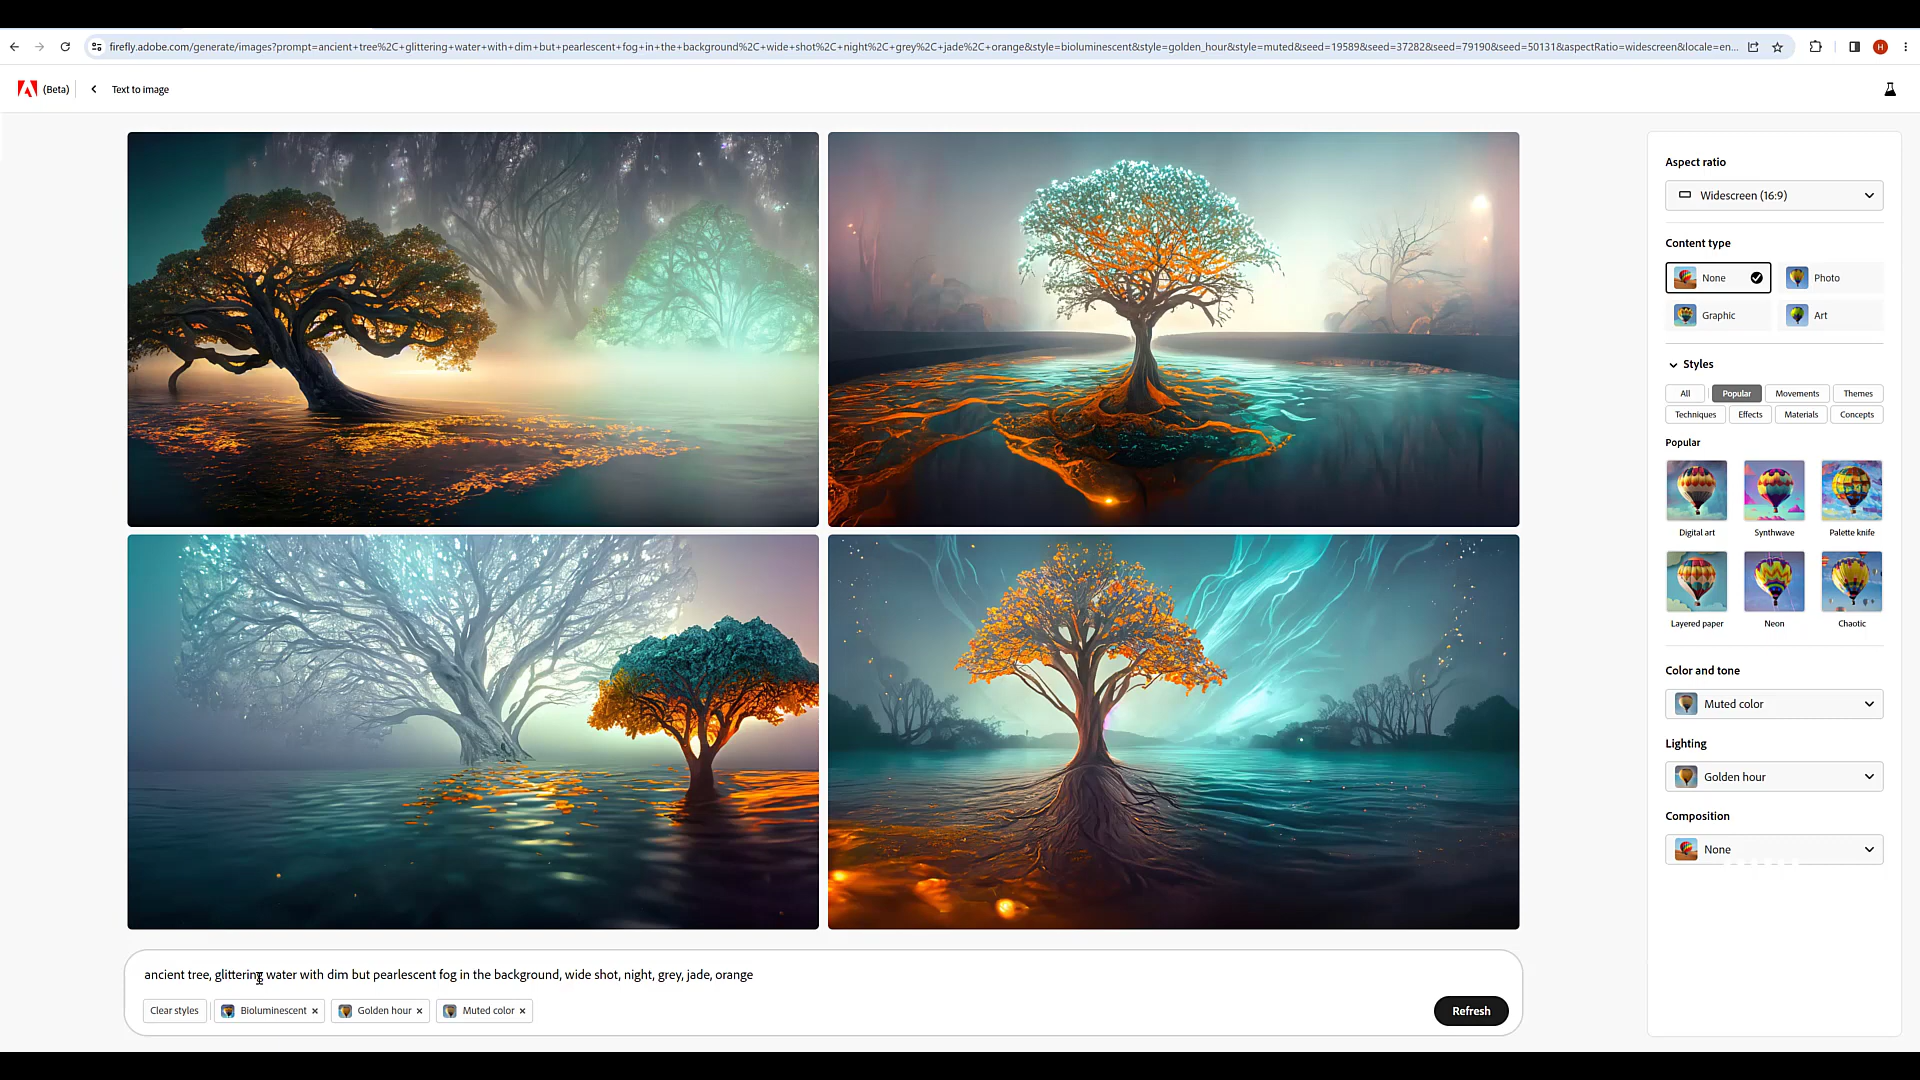 firefly.adobe.com/generate/images?prompt=ancient+tree%2C+glittering+water+with+dim+but+pearlescent+fog+in+the+background%2C+wide+shot%2C+night%2C+grey%2C+jade%2C+orange&style=bioluminescent&style=golden_hour&style=muted&seed=19589&seed=37282&seed=79190&seed=50131&aspectRatio=widescreen&locale=en...
H
(Beta)
Text to image
Aspect ratio
Widescreen (16:9)
Content type
None
Photo
Graphic
Art
Styles
All
Popular
Movements
Themes
Techniques
Effects
Materials
Concepts
Popular
Digital art
Synthwave
Palette knife
Layered paper
Neon
Chaotic
Color and tone
Muted color
Lighting
Golden hour
Composition
None
ancient tree, glittering water with dim but pearlescent fog in the background, wide shot, night, grey, jade, orange
Clear styles
Bioluminescent
Golden hour
Muted color
Refresh